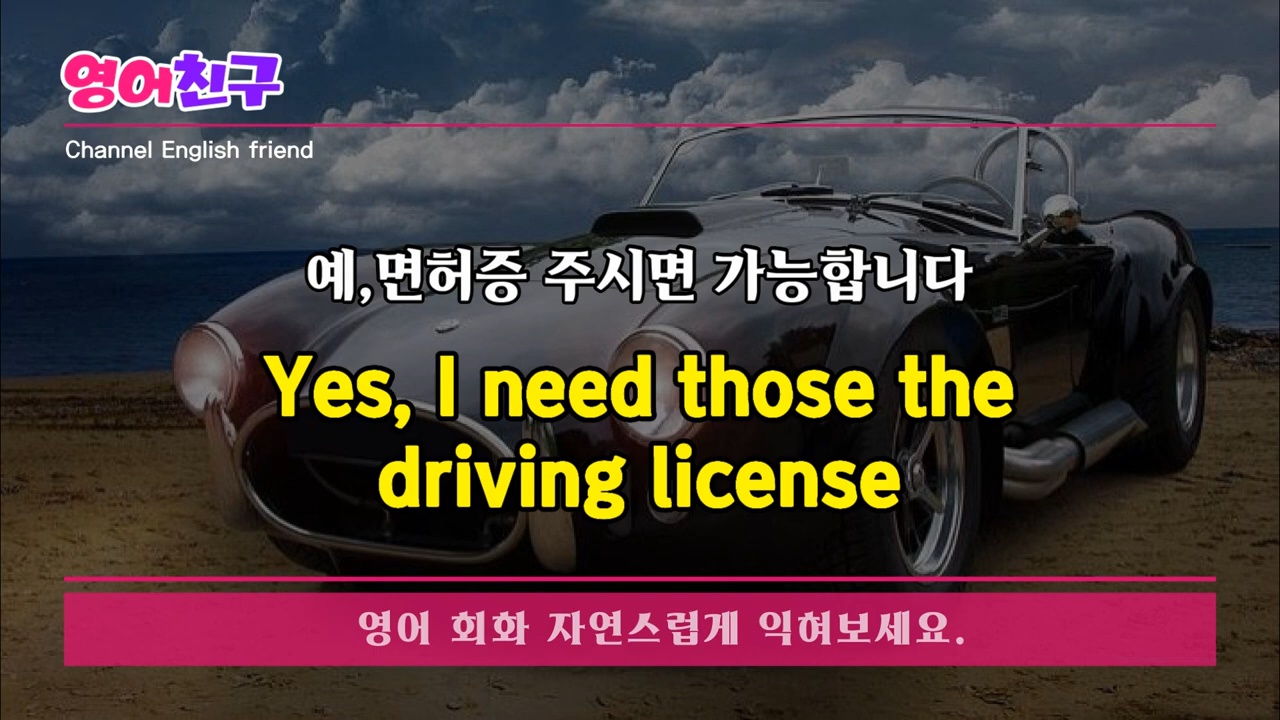 영어친구
Channel English friend
예,면허증 주시면 가능합니다
Yes, I need those the
driving license
영어 회화 자연스럽게 익혀보세요.